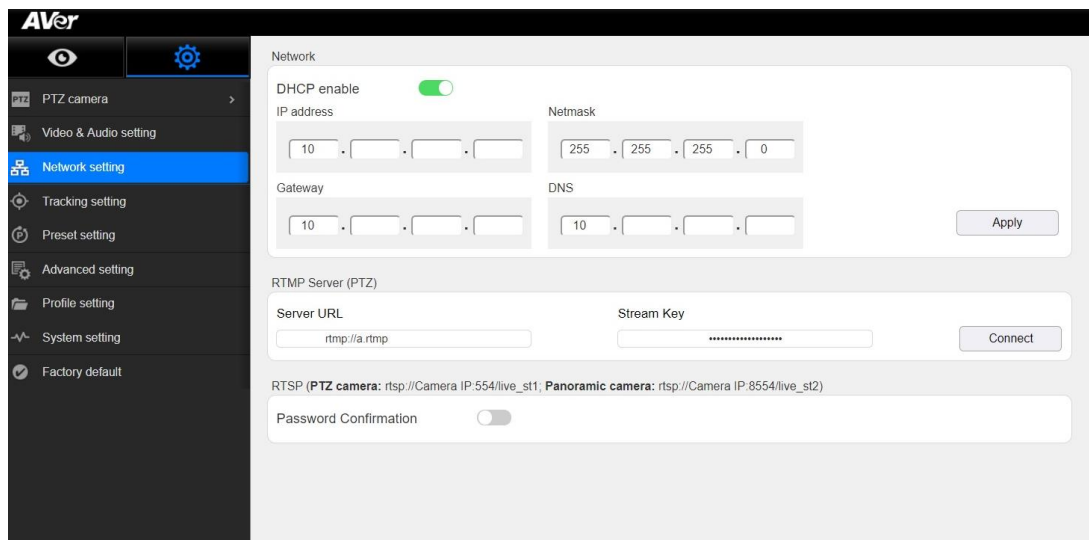 AVer
Network
DHCP enable
IP address
Netmask
10 . . .
255 . 255 . 255 . 0
Gateway
DNS
10 . . .
10 . . .
Apply
RTMP Server (PTZ)
Server URL
Stream Key
rtmp://a.rtmp
•••••••••••••••••••
Connect
RTSP (PTZ camera: rtsp://Camera IP:554/live_st1; Panoramic camera: rtsp://Camera IP:8554/live_st2)
Password Confirmation
PTZ PTZ camera >
Video & Audio setting
Network setting
Tracking setting
P Preset setting
Advanced setting
Profile setting
System setting
Factory default